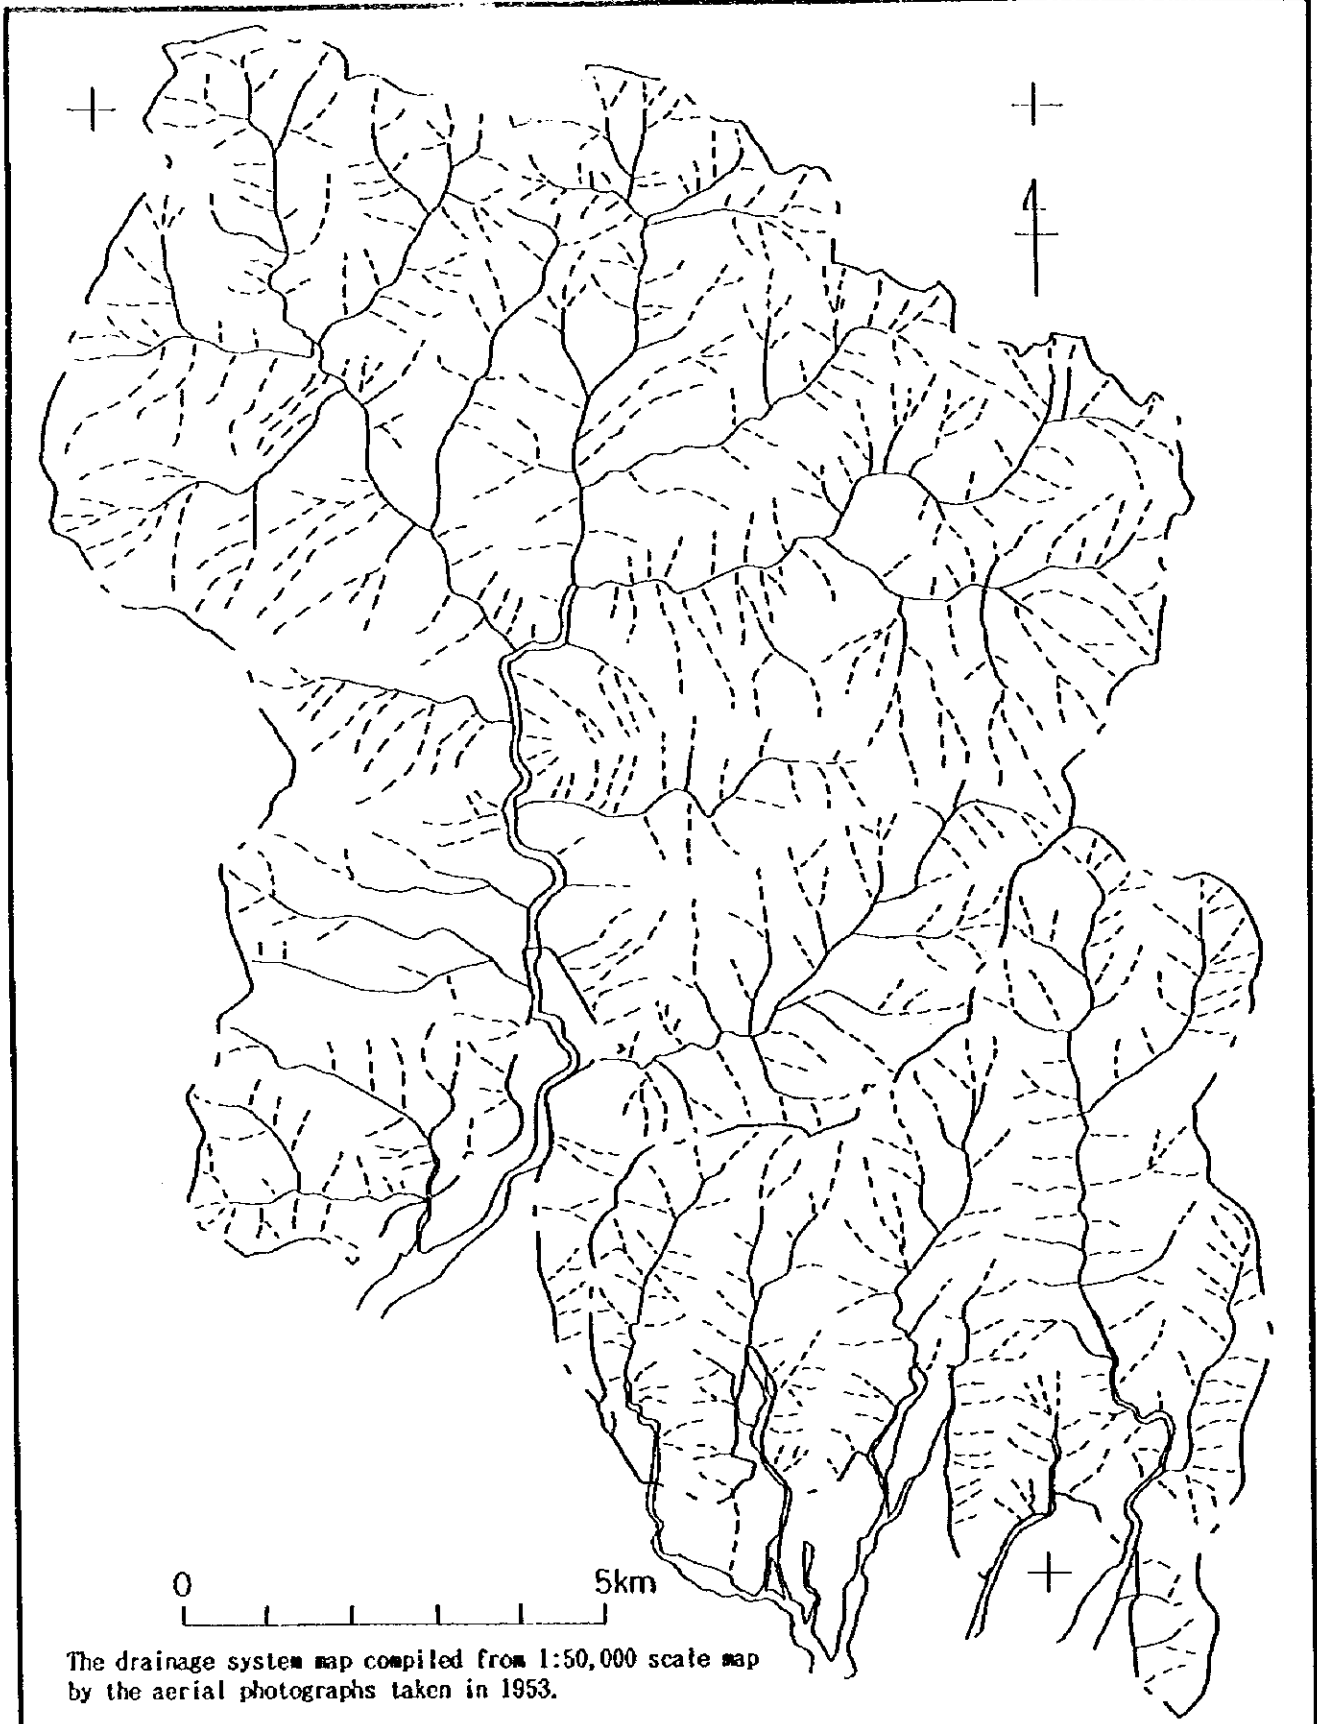 0 5km
The drainage system map compiled from 1:50,000 scale map
by the aerial photographs taken in 1953.